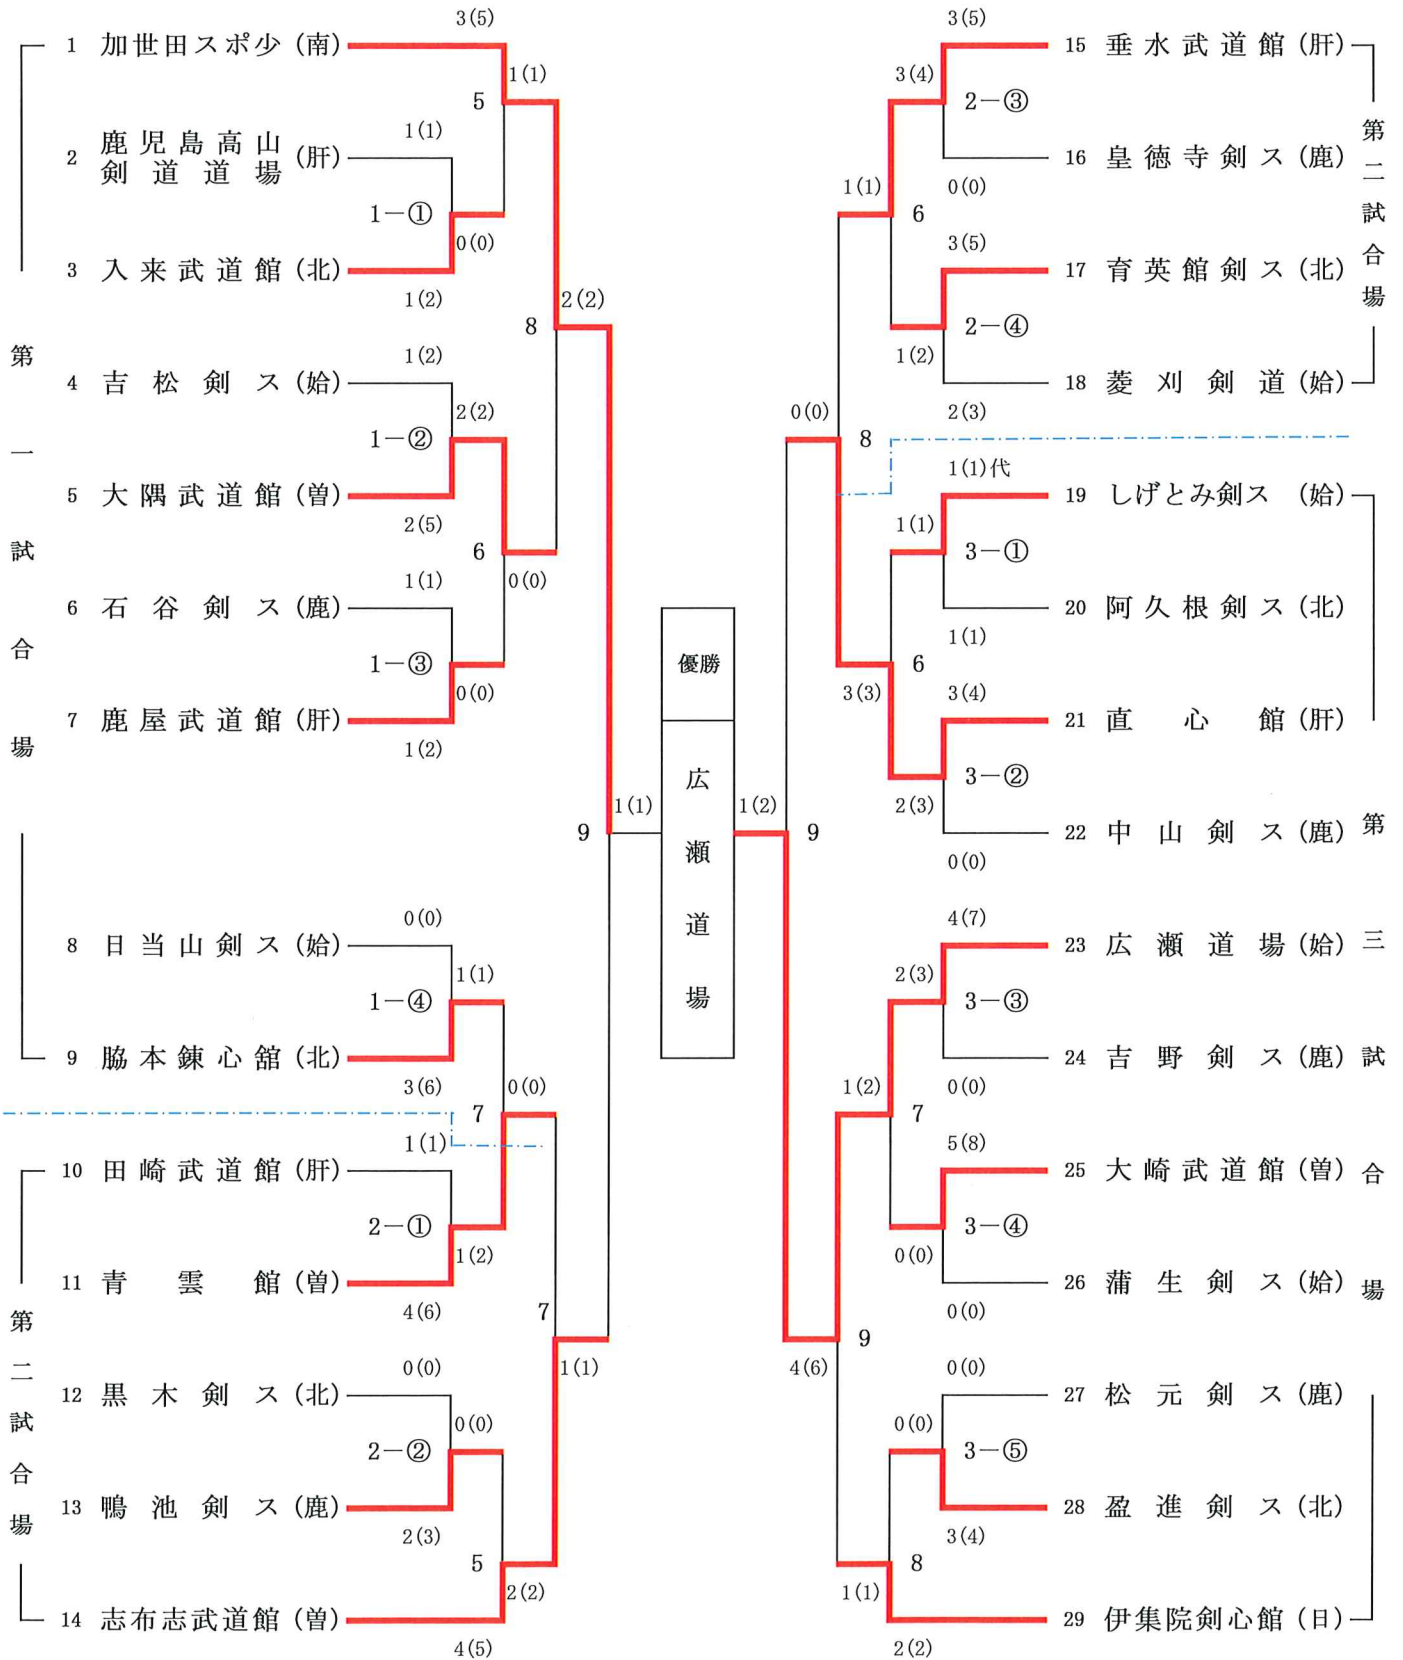 3(5)
1 加世田スポ少 (南)
1(1)
5
1(1)
2 鹿児島高山剣道道場 (肝)
1-①
0(0)
3 入来武道館 (北)
1(2)
2(2)
8
1(2)
4 吉松剣ス (始)
2(2)
1-②
5 大隅武道館 (曽)
2(5)
6
1(1)
0(0)
6 石谷剣ス (鹿)
1-③
0(0)
7 鹿屋武道館 (肝)
1(2)
第一試合場
9
1(1)
0(0)
8 日当山剣ス (始)
1(1)
1-④
9 脇本錬心舘 (北)
3(6)
0(0)
7
1(1)
10 田崎武道館 (肝)
2-①
1(2)
11 青雲館 (曽)
4(6)
7
1(1)
0(0)
12 黒木剣ス (北)
0(0)
2-②
13 鴨池剣ス (鹿)
2(3)
5
2(2)
14 志布志武道館 (曽)
4(5)
第二試合場
優勝
広瀬道場
3(5)
15 垂水武道館 (肝)
3(4)
2-③
16 皇徳寺剣ス (鹿)
0(0)
1(1)
6
3(5)
17 育英館剣ス (北)
2-④
1(2)
18 菱刈剣道 (始)
2(3)
第二試合場
0(0)
8
1(1)代
19 しげとみ剣ス (始)
1(1)
3-①
20 阿久根剣ス (北)
1(1)
6
3(3)
3(4)
21 直心館 (肝)
3-②
2(3)
22 中山剣ス (鹿)
0(0)
1(2)
9
4(7)
23 広瀬道場 (始)
2(3)
3-③
24 吉野剣ス (鹿)
0(0)
1(2)
7
5(8)
25 大崎武道館 (曽)
3-④
0(0)
26 蒲生剣ス (始)
0(0)
9
4(6)
0(0)
27 松元剣ス (鹿)
0(0)
3-⑤
28 盈進剣ス (北)
3(4)
8
1(1)
29 伊集院剣心館 (日)
2(2)
第三試合場